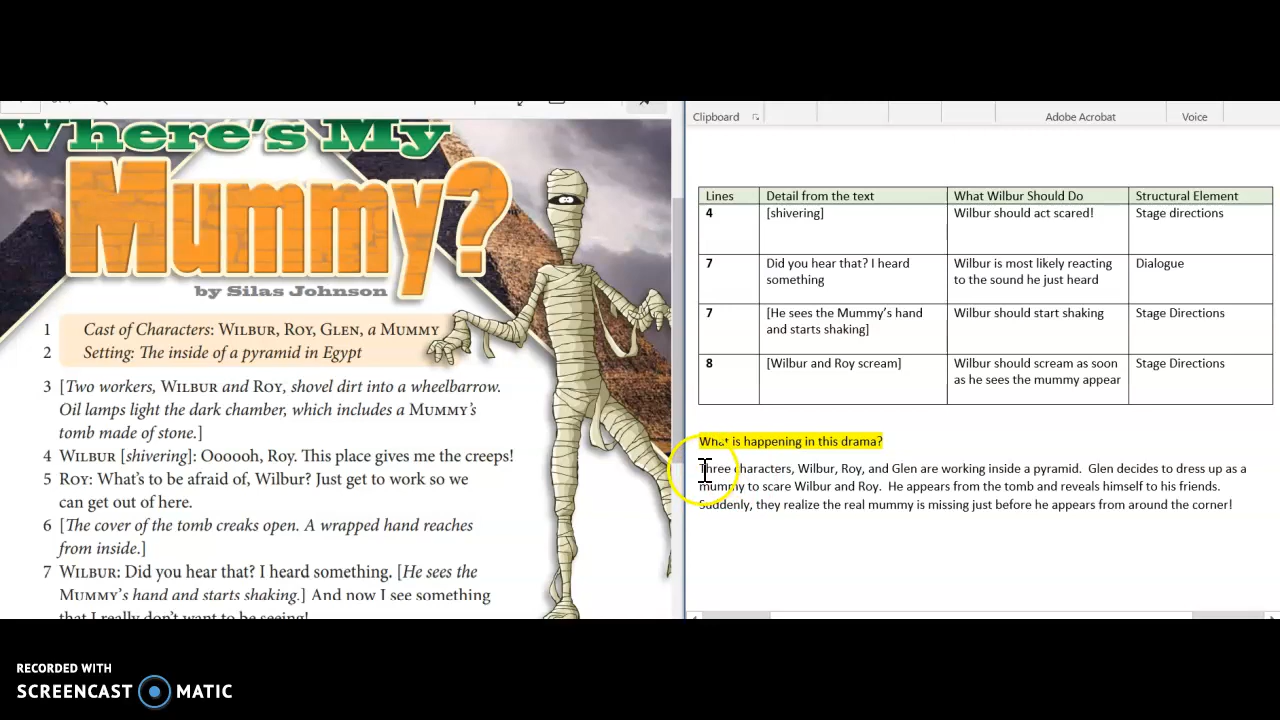 Where's My
Mummy?
by Silas Johnson
1 Cast of Characters: WILBUR, ROY, GLEN, a MUMMY
2 Setting: The inside of a pyramid in Egypt
3 [Two workers, WILBUR and ROY, shovel dirt into a wheelbarrow.
Oil lamps light the dark chamber, which includes a MUMMY'S
tomb made of stone.]
4 WILBUR [shivering]: Oooooh, Roy. This place gives me the creeps!
5 ROY: What's to be afraid of, Wilbur? Just get to work so we
can get out of here.
6 [The cover of the tomb creaks open. A wrapped hand reaches
from inside.]
7 WILBUR: Did you hear that? I heard something. [He sees the
MUMMY'S hand and starts shaking.] And now I see something
that I really don't want to be seeing!
Clipboard Adobe Acrobat Voice
Lines Detail from the text What Wilbur Should Do Structural Element
4 [shivering] Wilbur should act scared! Stage directions
7 Did you hear that? I heard Wilbur is most likely reacting Dialogue
something to the sound he just heard
7 [He sees the Mummy's hand Wilbur should start shaking Stage Directions
and starts shaking]
8 [Wilbur and Roy scream] Wilbur should scream as soon Stage Directions
as he sees the mummy appear
What is happening in this drama?
Three characters, Wilbur, Roy, and Glen are working inside a pyramid. Glen decides to dress up as a
mummy to scare Wilbur and Roy. He appears from the tomb and reveals himself to his friends.
Suddenly, they realize the real mummy is missing just before he appears from around the corner!
RECORDED WITH
SCREENCAST MATIC